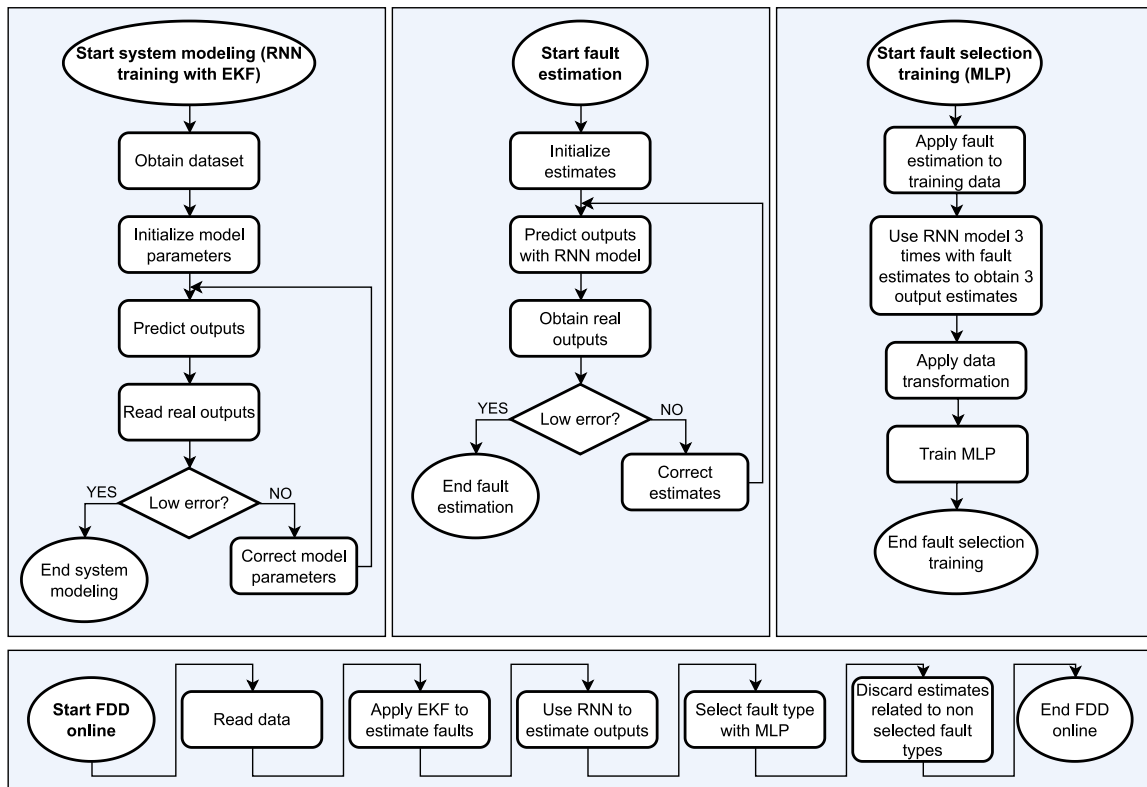 Start system modeling (RNN
training with EKF)
Obtain dataset
Initialize model
parameters
Predict outputs
Read real outputs
Low error?
YES
NO
End system
modeling
Correct model
parameters
Start fault
estimation
Initialize
estimates
Predict outputs
with RNN model
Obtain real
outputs
Low error?
YES
NO
End fault
estimation
Correct
estimates
Start fault selection
training (MLP)
Apply fault
estimation to
training data
Use RNN model 3
times with fault
estimates to obtain 3
output estimates
Apply data
transformation
Train MLP
End fault selection
training
Start FDD
online
Read data
Apply EKF to
estimate faults
Use RNN to
estimate outputs
Select fault type
with MLP
Discard estimates
related to non
selected fault
types
End FDD
online